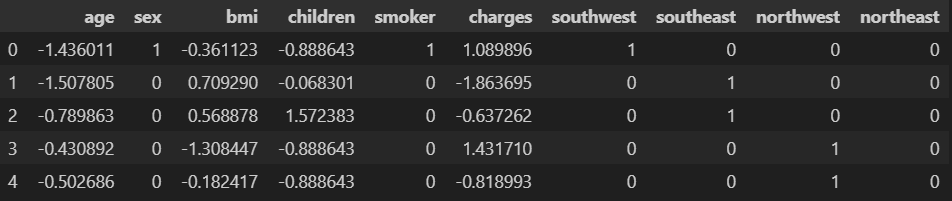 age sex bmi children smoker charges southwest southeast northwest northeast
0 -1.436011 1 -0.361123 -0.888643 1 1.089896 1 0 0 0
1 -1.507805 0 0.709290 -0.068301 0 -1.863695 0 1 0 0
2 -0.789863 0 0.568878 1.572383 0 -0.637262 0 1 0 0
3 -0.430892 0 -1.308447 -0.888643 0 1.431710 0 0 1 0
4 -0.502686 0 -0.182417 -0.888643 0 -0.818993 0 0 1 0